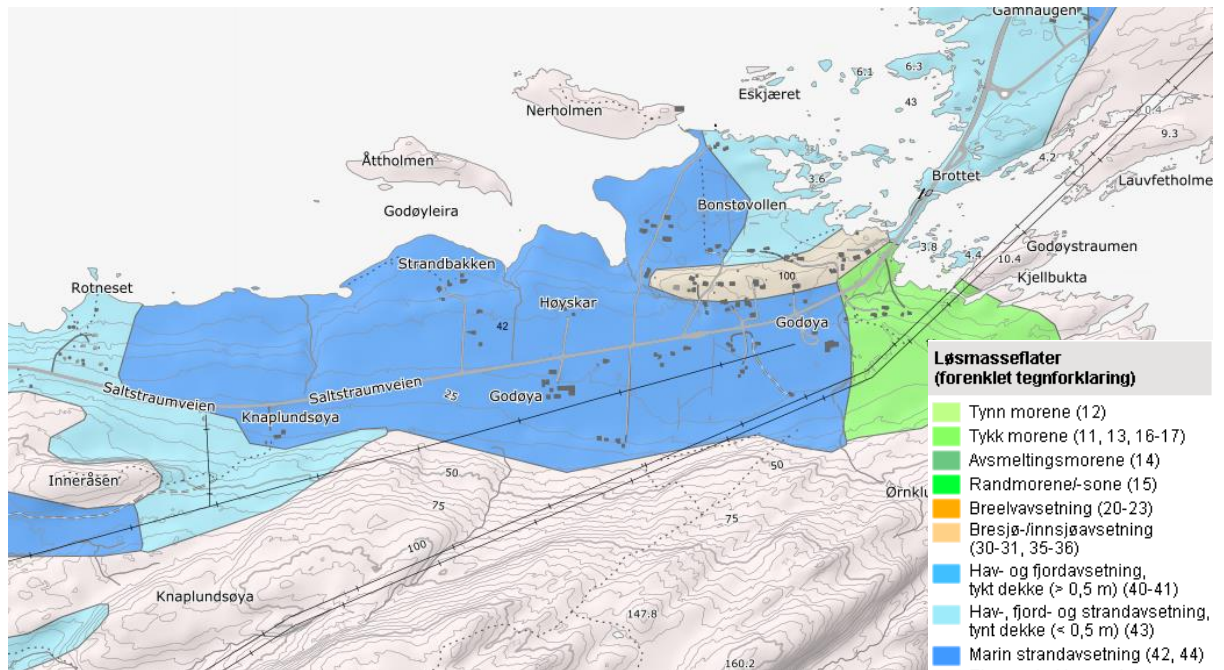 Gamnaugen
6.1
6.3
Eskjæret
43
Nerholmen
0.4
9.3
Åttholmen
4.2
3.6
Brottet
Lauvfetholme
Godøyleira
Bonstøvollen
3.8
Godøystraumen
4.4
10.4
Strandbakken
100
Kjellbukta
Rotneset
Høyskar
42
Godøya
Saltstraumveien
Saltstraumveien
25
Godøya
Knaplundsøya
50
50
Inneråsen
Ørnkl
75
75
100
Knaplundsøya
147.8
160.2
Løsmasseflater
(forenklet tegnforklaring)
Tynn morene (12)
Tykk morene (11, 13, 16-17)
Avsmeltingsmorene (14)
Randmorene/-sone (15)
Breelvavsetning (20-23)
Bresjø-/innsjøavsetning
(30-31, 35-36)
Hav- og fjordavsetning,
tykt dekke (> 0,5 m) (40-41)
Hav-, fjord- og strandavsetning,
tynt dekke (< 0,5 m) (43)
Marin strandavsetning (42, 44)